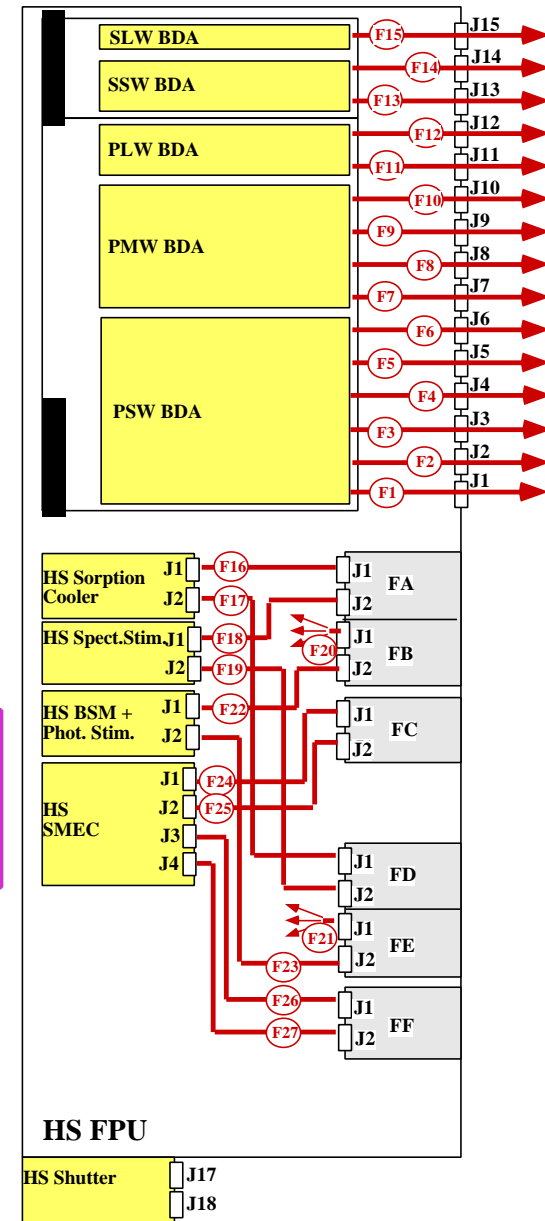 SLW BDA
F15
J15
SSW BDA
F14
J14
F13
J13
PLW BDA
F12
J12
F11
J11
PMW BDA
F10
J10
F9
J9
F8
J8
F7
J7
PSW BDA
F6
J6
F5
J5
F4
J4
F3
J3
F2
J2
F1
J1
HS Sorption
Cooler
J1
F16
J1
FA
J2
F17
J2
HS Spect.Stim.
J1
F18
F20
J1
FB
J2
F19
J2
HS BSM +
Phot. Stim.
J1
F22
J1
FC
J2
J2
HS
SMEC
J1
F24
J2
F25
J3
J4
J1
FD
J2
F21
J1
FE
F23
J2
F26
J1
FF
F27
J2
HS FPU
HS Shutter
J17
J18